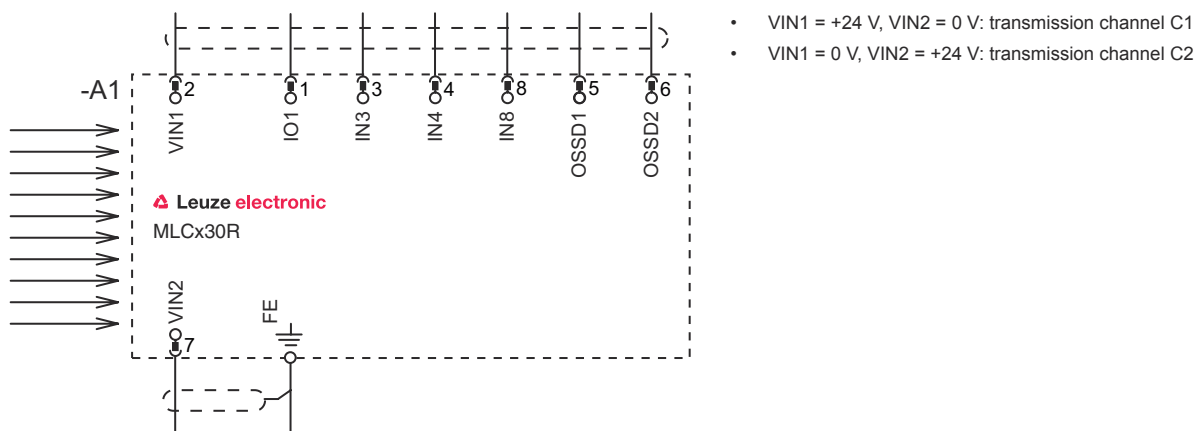 • VIN1 = +24 V, VIN2 = 0 V: transmission channel C1
• VIN1 = 0 V, VIN2 = +24 V: transmission channel C2
-A1
2 1 3 4 8 5 6
VIN1 IO1 IN3 IN4 IN8 OSSD1 OSSD2
Leuze electronic
MLCx30R
VIN2 FE
7